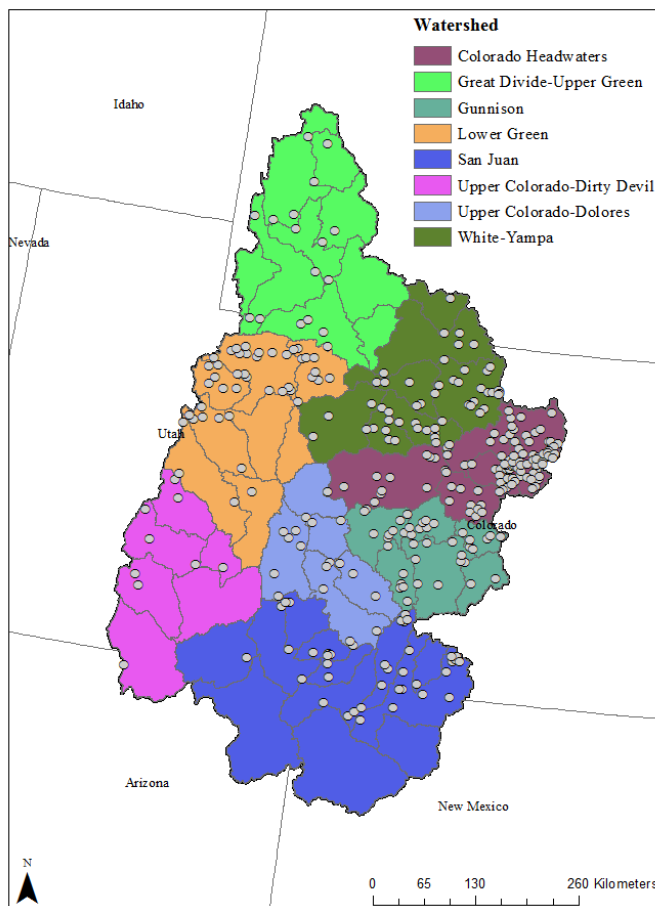 Watershed
Colorado Headwaters
Great Divide-Upper Green
Gunnison
Lower Green
San Juan
Upper Colorado-Dirty Devil
Upper Colorado-Dolores
White-Yampa
Idaho
Nevada
Utah
Colorado
Arizona
New Mexico
N
0 65 130 260 Kilometers